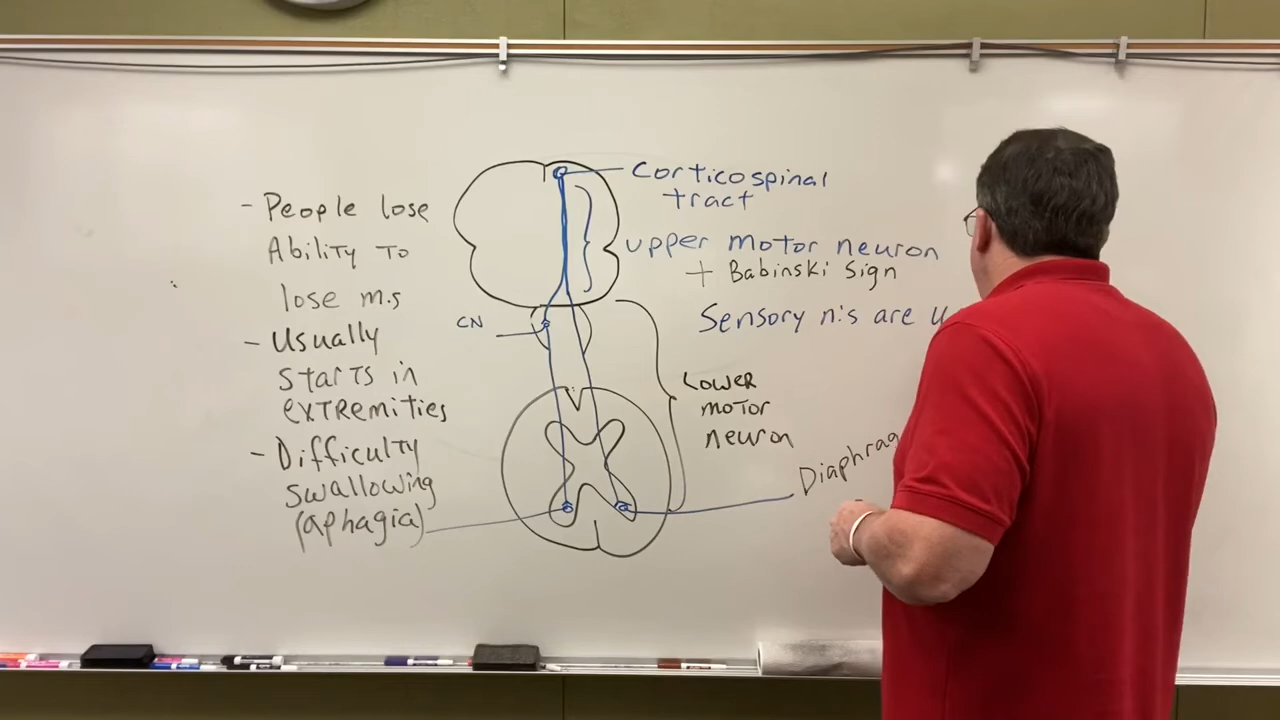 - People lose
Ability To
lose m.s
- Usually
starts in
extremities
- Difficulty
swallowing
(aphagia)
CN
Corticospinal
tract
upper motor neuron
+ Babinski sign
Sensory n:s are
Lower
motor
neuron